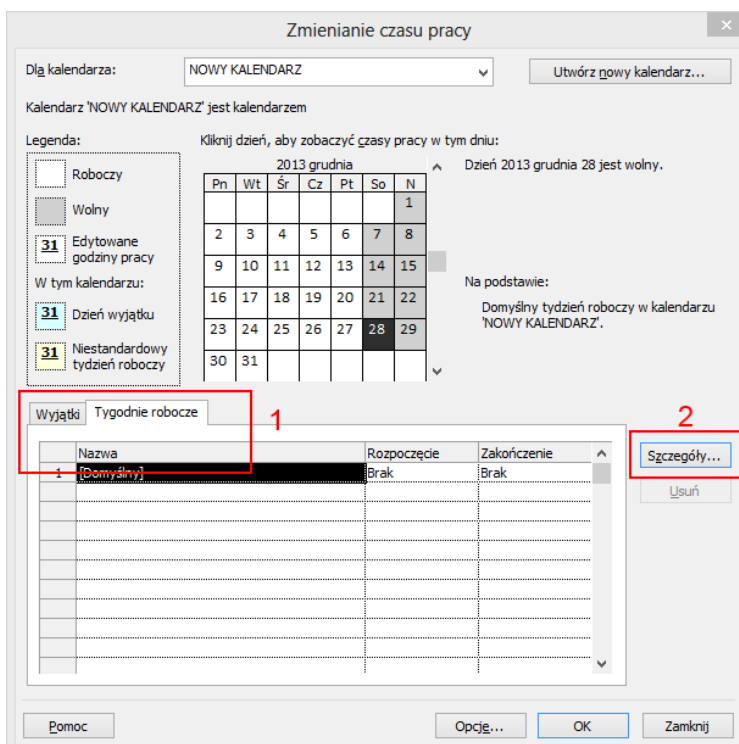 Zmienianie czasu pracy
Dla kalendarza: NOWY KALENDARZ Utwórz nowy kalendarz...
Kalendarz 'NOWY KALENDARZ' jest kalendarzem
Legenda: Kliknij dzień, aby zobaczyć czasy pracy w tym dniu:
Roboczy
Wolny
31 Edytowane
godziny pracy
W tym kalendarzu:
31 Dzień wyjątku
31 Niestandardowy
tydzień roboczy
2013 grudnia
Pn Wt Śr Cz Pt So N
1
2 3 4 5 6 7 8
9 10 11 12 13 14 15
16 17 18 19 20 21 22
23 24 25 26 27 28 29
30 31
Dzień 2013 grudnia 28 jest wolny.
Na podstawie:
Domyślny tydzień roboczy w kalendarzu
'NOWY KALENDARZ'.
Wyjątki Tygodnie robocze 1
2
Nazwa Rozpoczęcie Zakończenie
1 [Domyślny] Brak Brak
Szczegóły...
Usuń
Pomoc Opcje... OK Zamknij